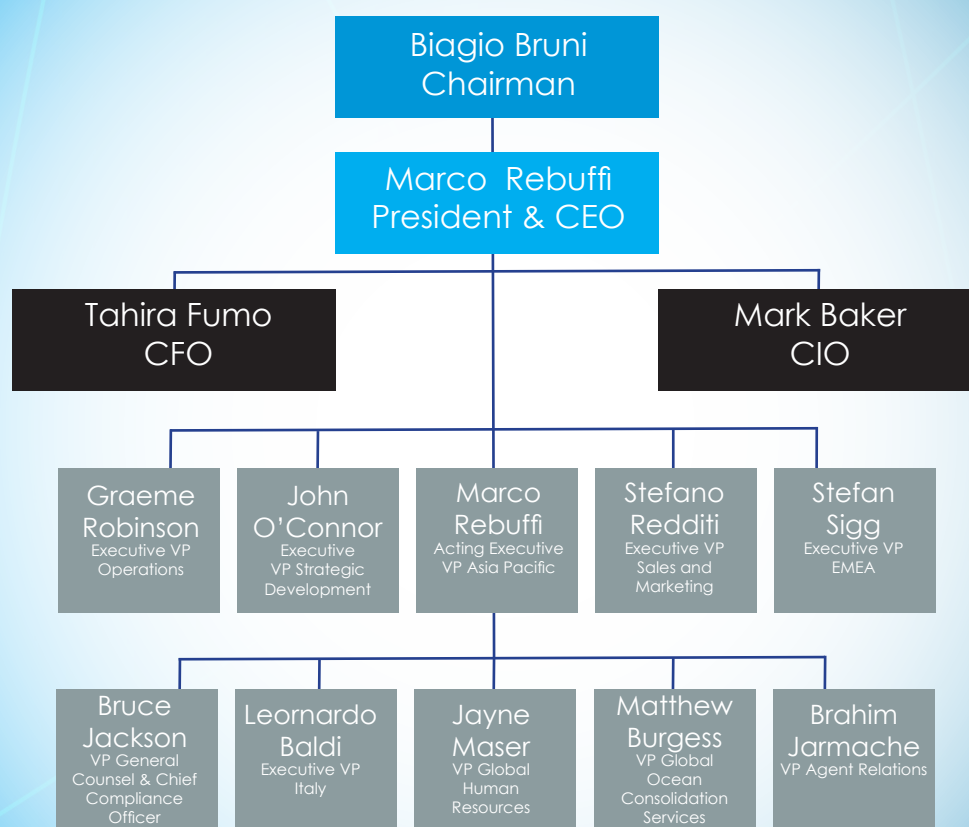 Biagio Bruni
Chairman
Marco Rebuffi
President & CEO
Tahira Fumo
CFO
Mark Baker
CIO
Graeme
Robinson
Executive VP
Operations
John
O’Connor
Executive
VP Strategic
Development
Marco
Rebuffi
Acting Executive
VP Asia Pacific
Stefano
Redditi
Executive VP
Sales and
Marketing
Stefan
Sigg
Executive VP
EMEA
Bruce
Jackson
VP General
Counsel & Chief
Compliance
Officer
Leornardo
Baldi
Executive VP
Italy
Jayne
Maser
VP Global
Human
Resources
Matthew
Burgess
VP Global
Ocean
Consolidation
Services
Brahim
Jarmache
VP Agent Relations